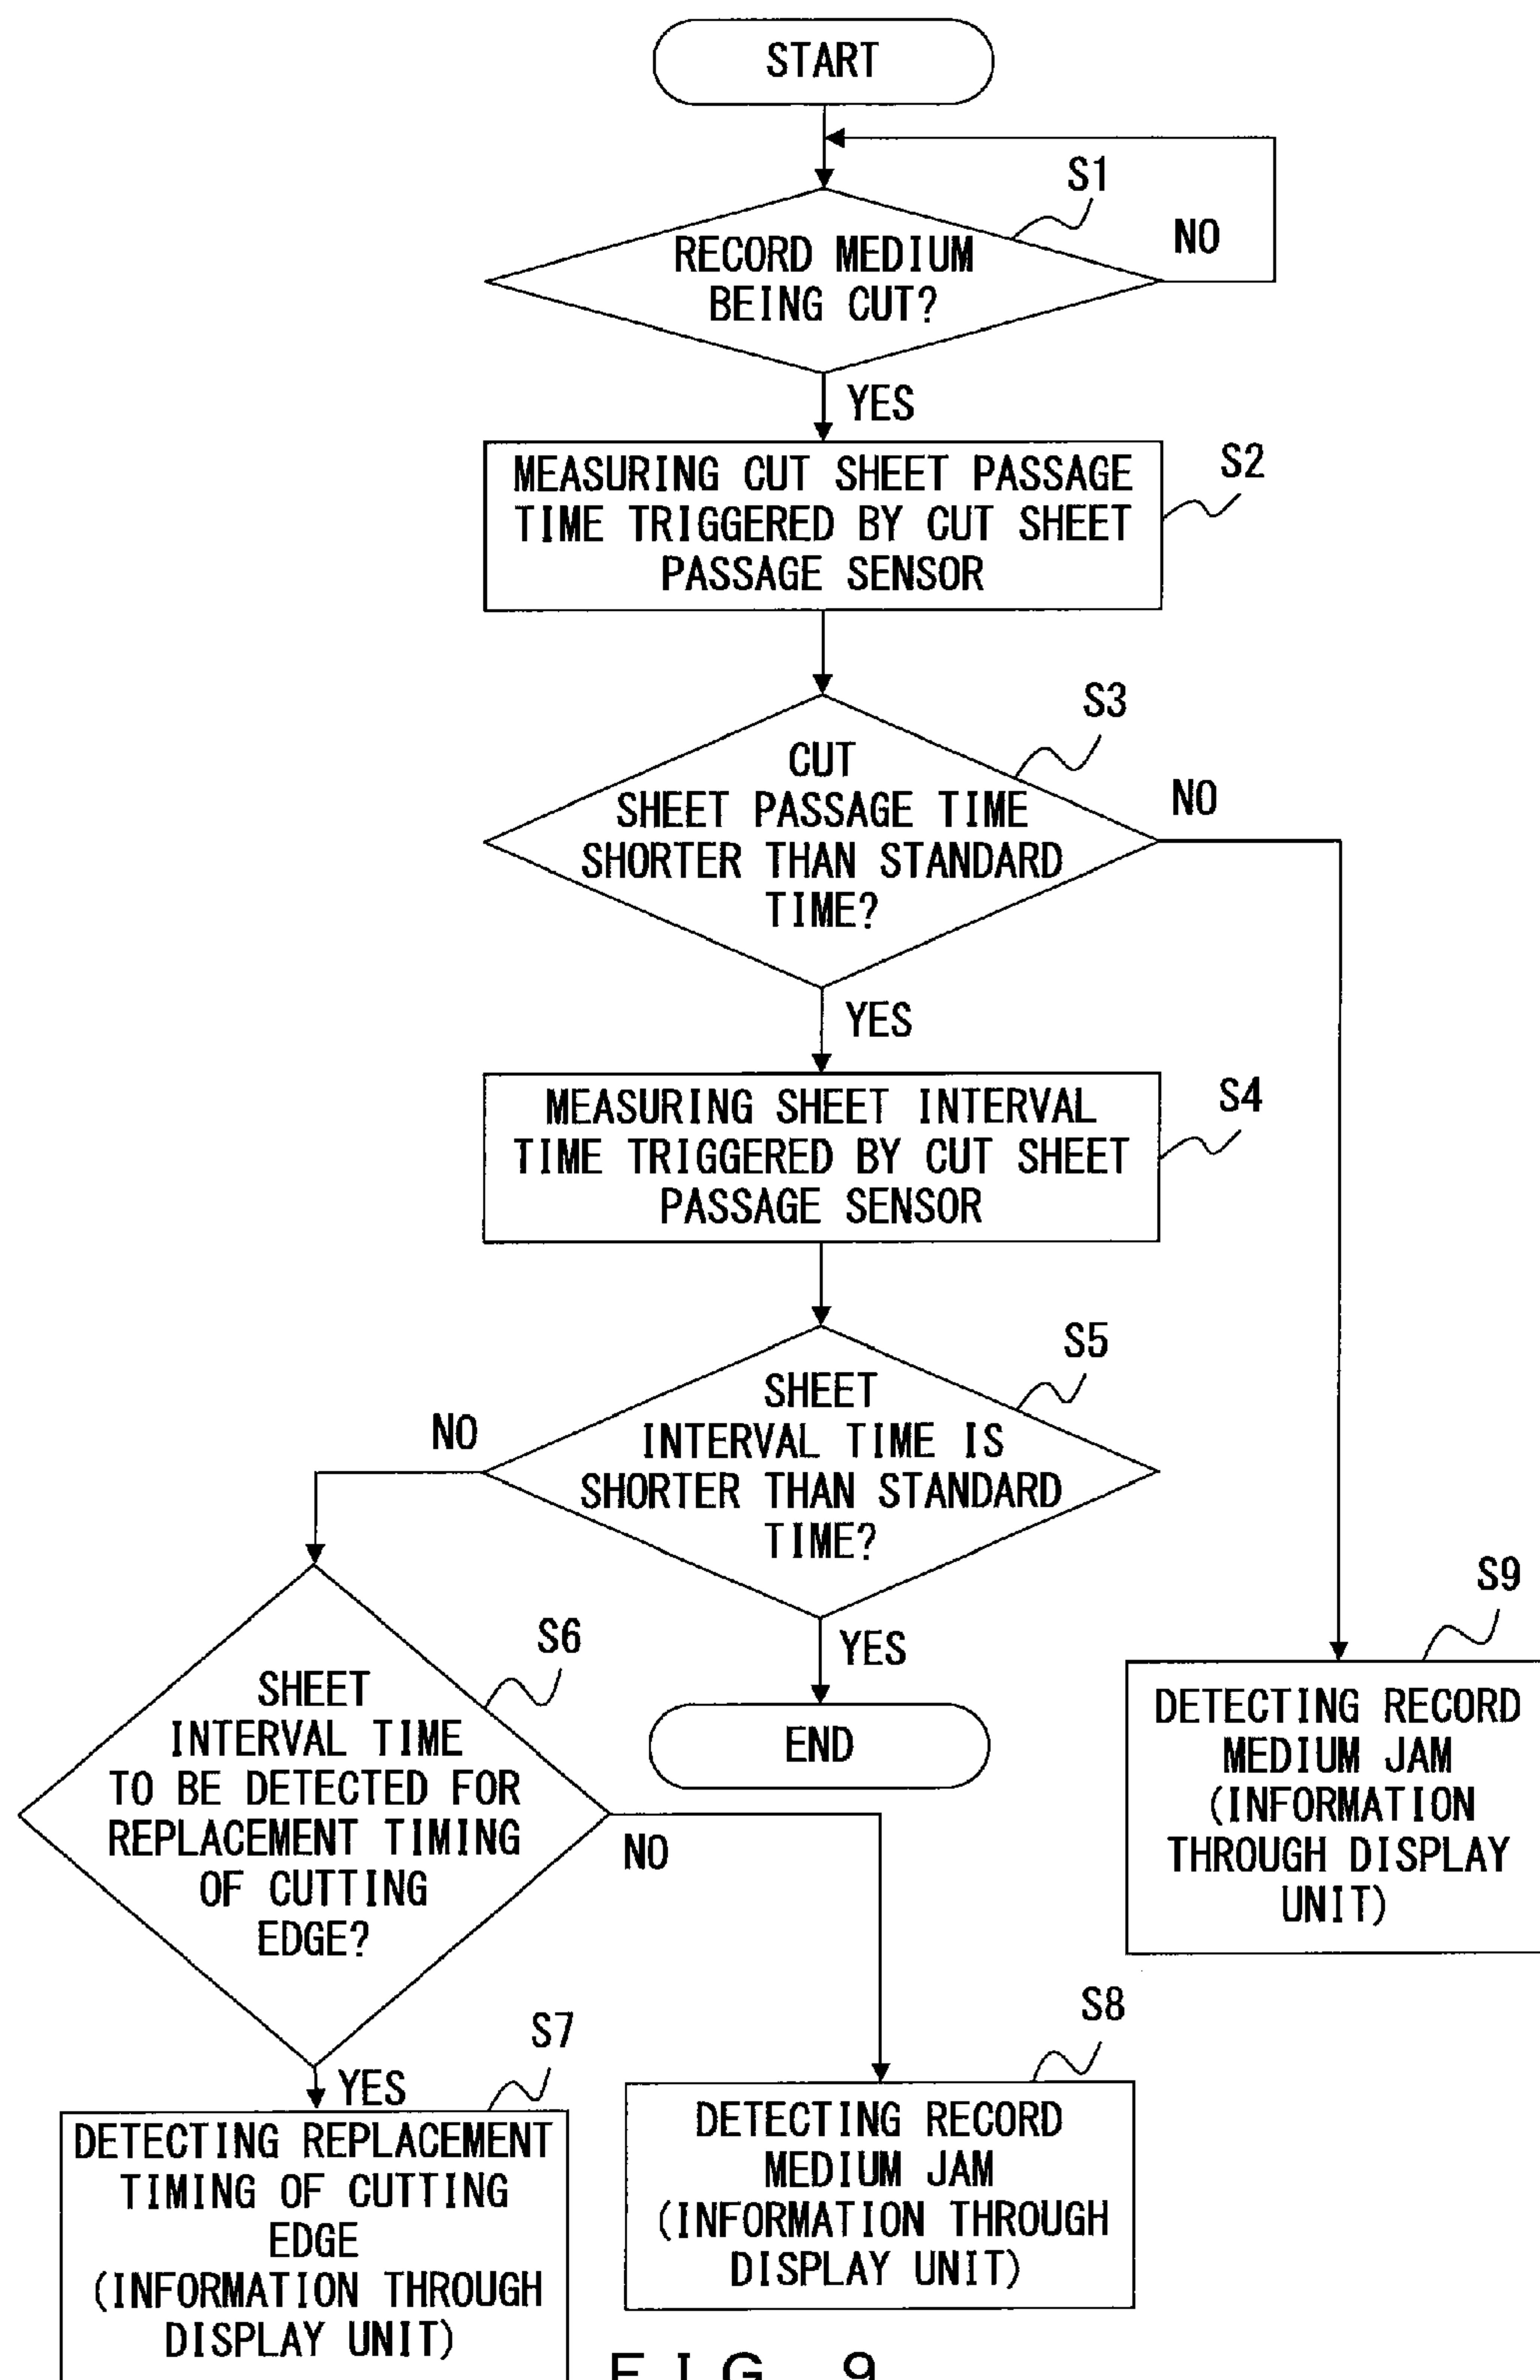 START
S1
RECORD MEDIUM
BEING CUT?
NO
YES
S2
MEASURING CUT SHEET PASSAGE
TIME TRIGGERED BY CUT SHEET
PASSAGE SENSOR
S3
CUT
SHEET PASSAGE TIME
SHORTER THAN STANDARD
TIME?
NO
YES
S4
MEASURING SHEET INTERVAL
TIME TRIGGERED BY CUT SHEET
PASSAGE SENSOR
S5
SHEET
INTERVAL TIME IS
SHORTER THAN STANDARD
TIME?
NO
YES
END
S6
SHEET
INTERVAL TIME
TO BE DETECTED FOR
REPLACEMENT TIMING
OF CUTTING
EDGE?
NO
YES
S9
DETECTING RECORD
MEDIUM JAM
(INFORMATION
THROUGH DISPLAY
UNIT)
S7
DETECTING REPLACEMENT
TIMING OF CUTTING
EDGE
(INFORMATION THROUGH
DISPLAY UNIT)
S8
DETECTING RECORD
MEDIUM JAM
(INFORMATION THROUGH
DISPLAY UNIT)
FIG. 9